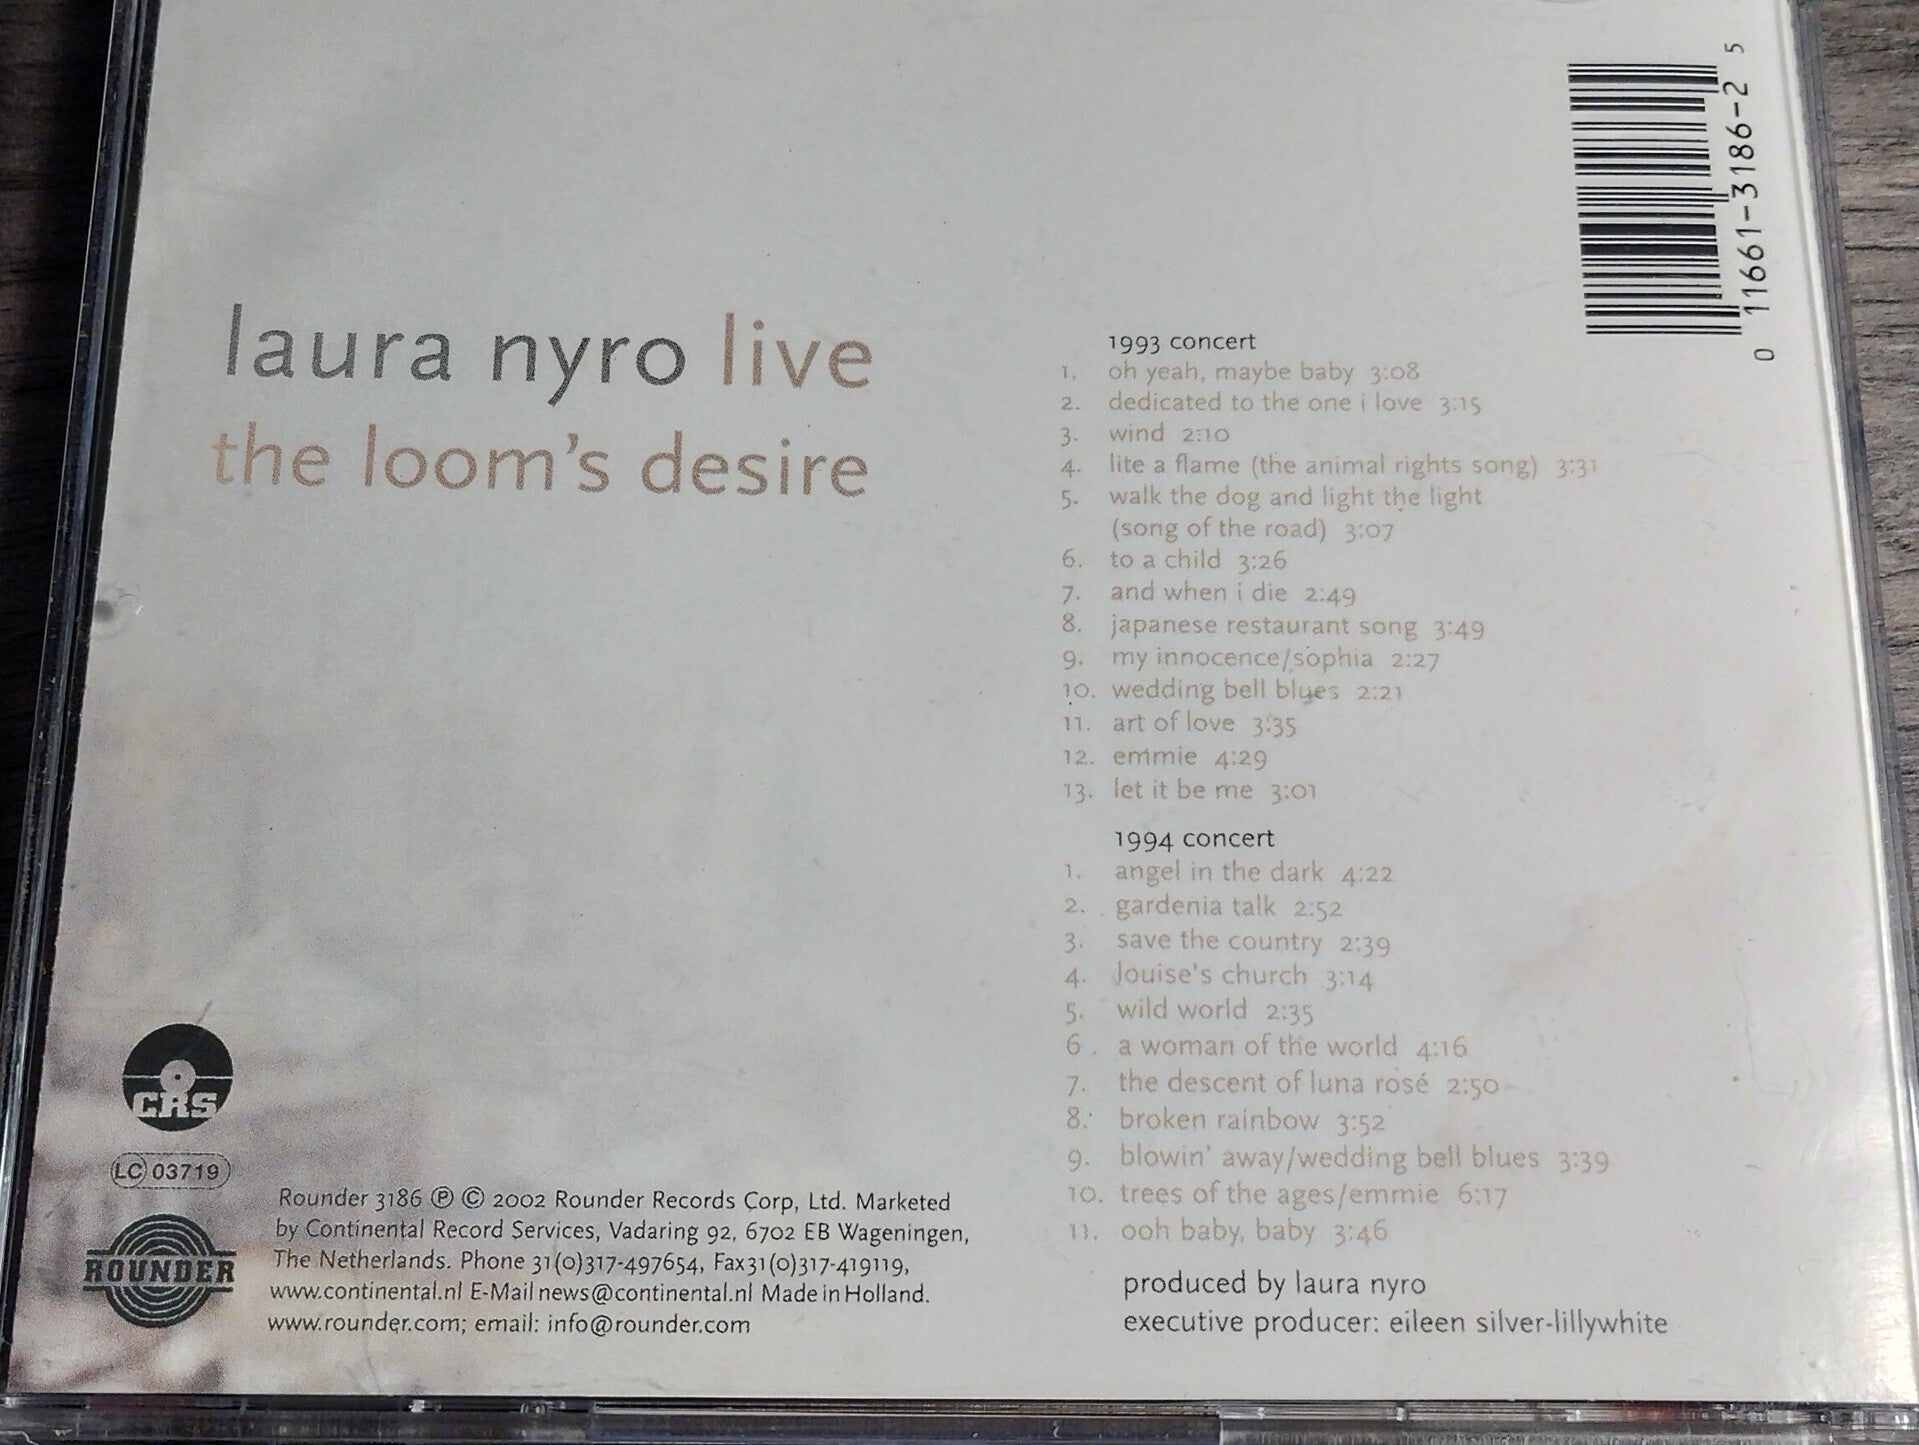 laura nyro live
the loom's desire
1993 concert
1. oh yeah, maybe baby 3:08
2. dedicated to the one i love 3:15
3. wind 2:10
4. lite a flame (the animal rights song) 3:31
5. walk the dog and light the light
(song of the road) 3:07
6. to a child 3:26
7. and when i die 2:49
8. japanese restaurant song 3:49
9. my innocence/sophia 2:27
10. wedding bell blues 2:21
11. art of love 3:35
12. emmie 4:29
13. let it be me 3:01
1994 concert
1. angel in the dark 4:22
2. gardenia talk 2:52
3. save the country 2:39
4. louise's church 3:14
5. wild world 2:35
6. a woman of the world 4:16
7. the descent of luna rosé 2:50
8. broken rainbow 3:52
9. blowin' away/wedding bell blues 3:39
10. trees of the ages/emmie 6:17
11. ooh baby, baby 3:46
produced by laura nyro
executive producer: eileen silver-lillywhite
0 11661-3186-2 5
CRS
LC 03719
ROUNDER
Rounder 3186 ℗ © 2002 Rounder Records Corp, Ltd. Marketed
by Continental Record Services, Vadaring 92, 6702 EB Wageningen,
The Netherlands. Phone 31(0)317-497654, Fax31(0)317-419119,
www.continental.nl E-Mail news@continental.nl Made in Holland.
www.rounder.com; email: info@rounder.com